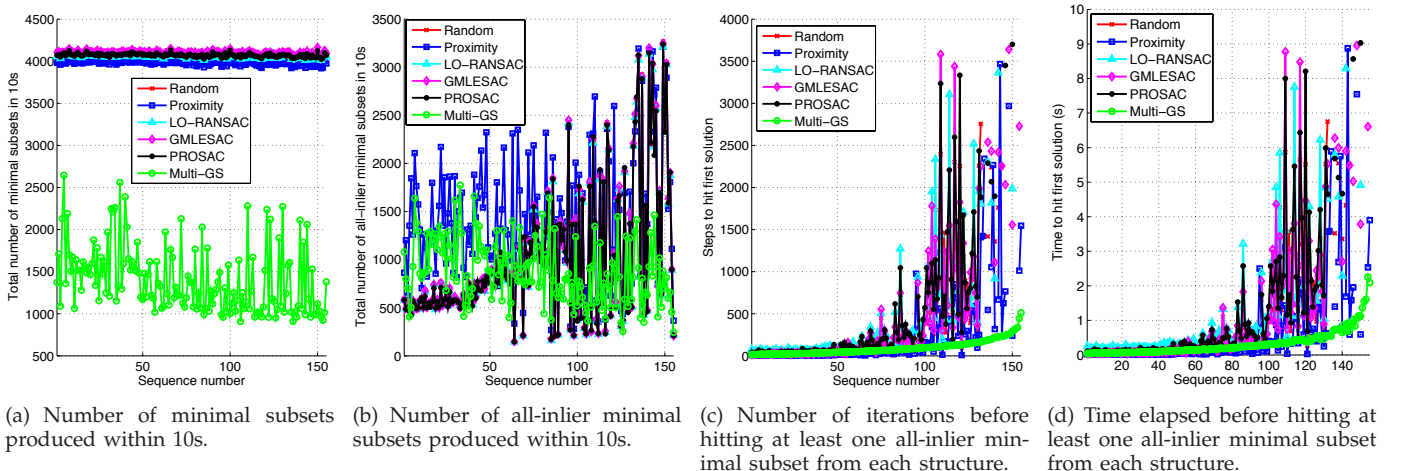 Total number of minimal subsets in 10s
5000
4500
4000
3500
3000
2500
2000
1500
1000
500
50
100
150
Sequence number
Random
Proximity
LO−RANSAC
GMLESAC
PROSAC
Multi−GS
Total number of all−inlier minimal subsets in 10s
3500
3000
2500
2000
1500
1000
500
0
50
100
150
Sequence number
Random
Proximity
LO−RANSAC
GMLESAC
PROSAC
Multi−GS
Steps to hit first solution
4000
3500
3000
2500
2000
1500
1000
500
0
50
100
150
Sequence number
Random
Proximity
LO−RANSAC
GMLESAC
PROSAC
Multi−GS
Time to hit first solution (s)
10
9
8
7
6
5
4
3
2
1
0
20
40
60
80
100
120
140
Sequence number
Random
Proximity
LO−RANSAC
GMLESAC
PROSAC
Multi−GS
(a) Number of minimal subsets
produced within 10s.
(b) Number of all-inlier minimal
subsets produced within 10s.
(c) Number of iterations before
hitting at least one all-inlier min-
imal subset from each structure.
(d) Time elapsed before hitting at
least one all-inlier minimal subset
from each structure.